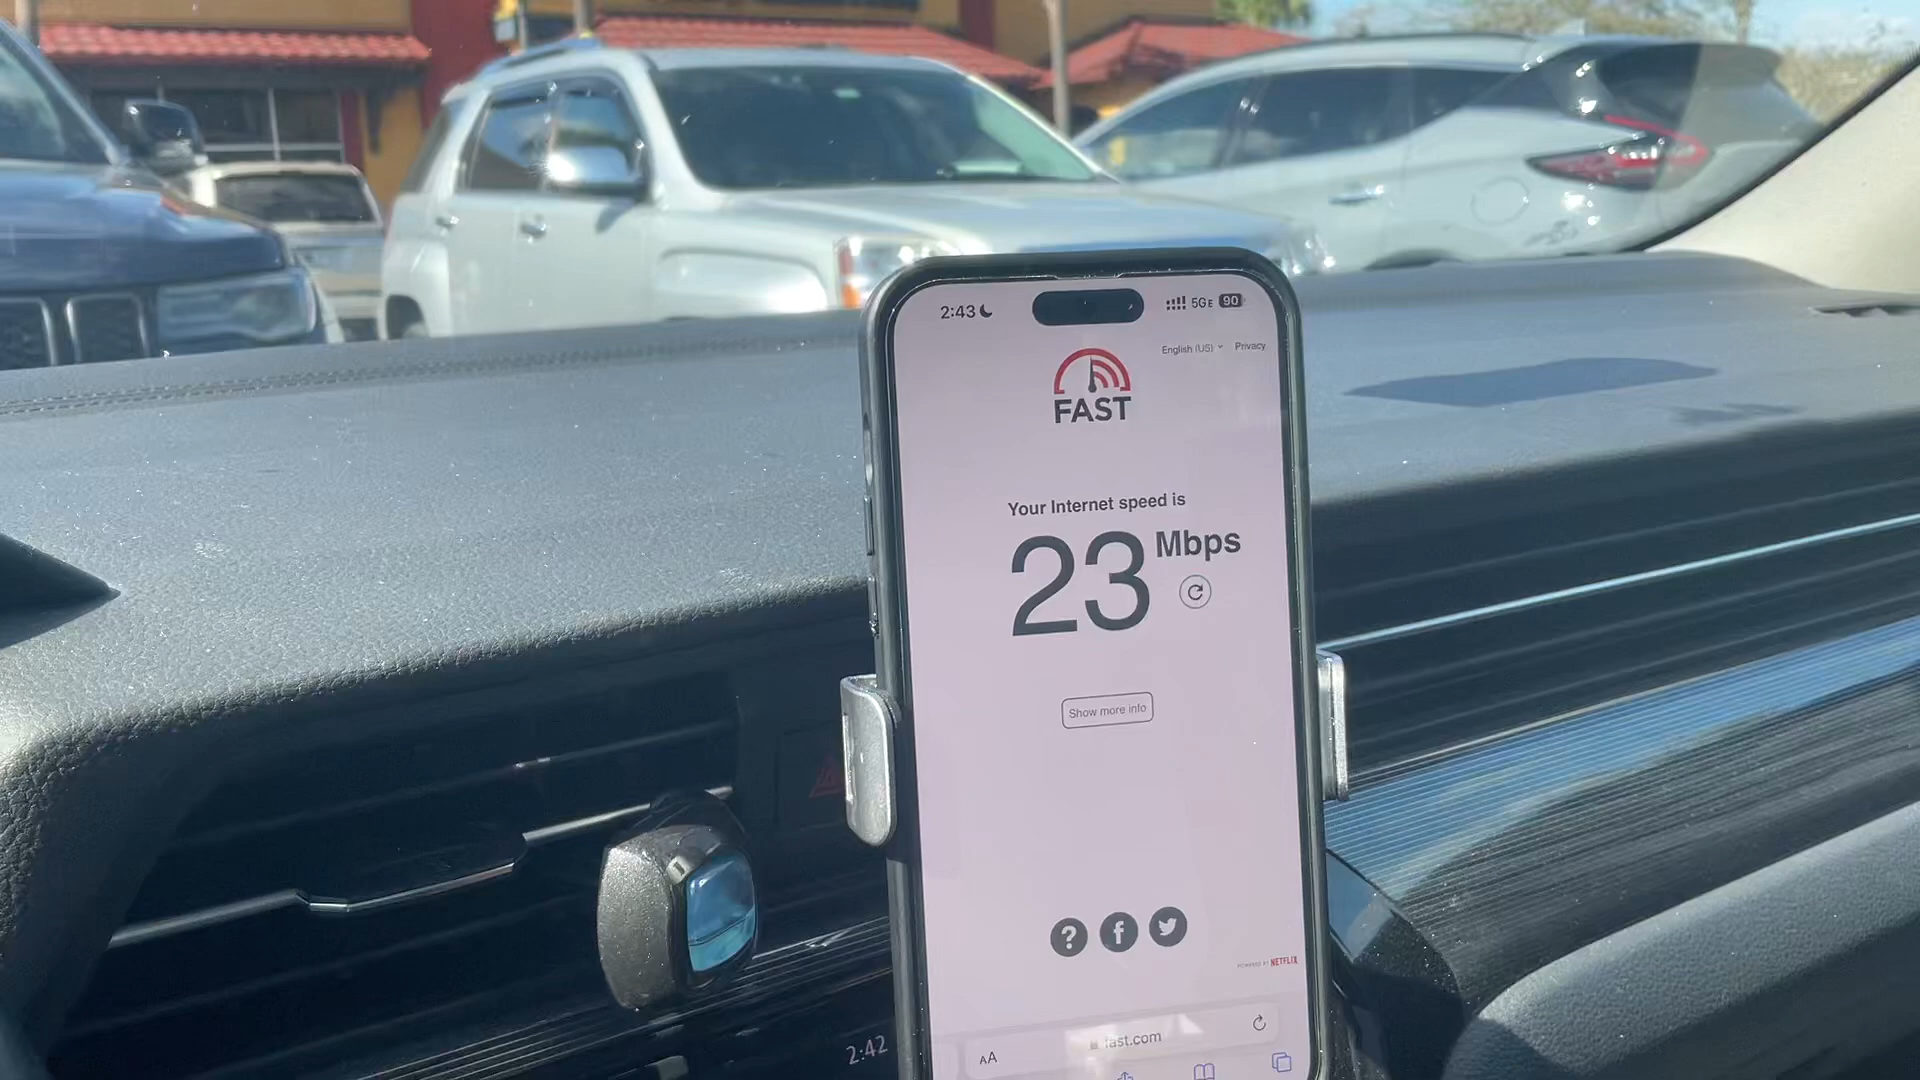 2:43
5GE 90
English (US)
Privacy
FAST
Your Internet speed is
23 Mbps
Show more info
?
f
POWERED BY NETFLIX
AA
fast.com
2:42